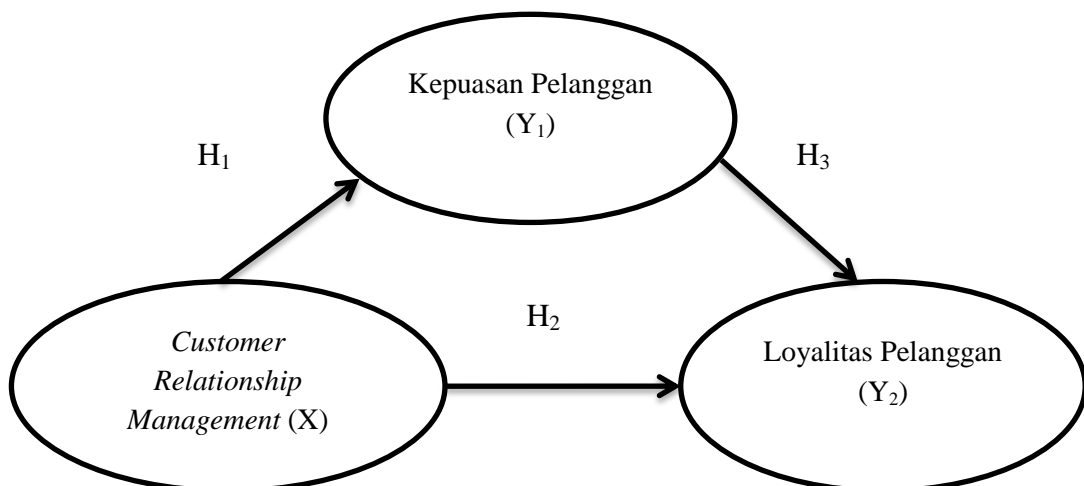 Kepuasan Pelanggan
(Y₁)
H₁
H₃
H₂
Customer
Relationship
Management (X)
Loyalitas Pelanggan
(Y₂)